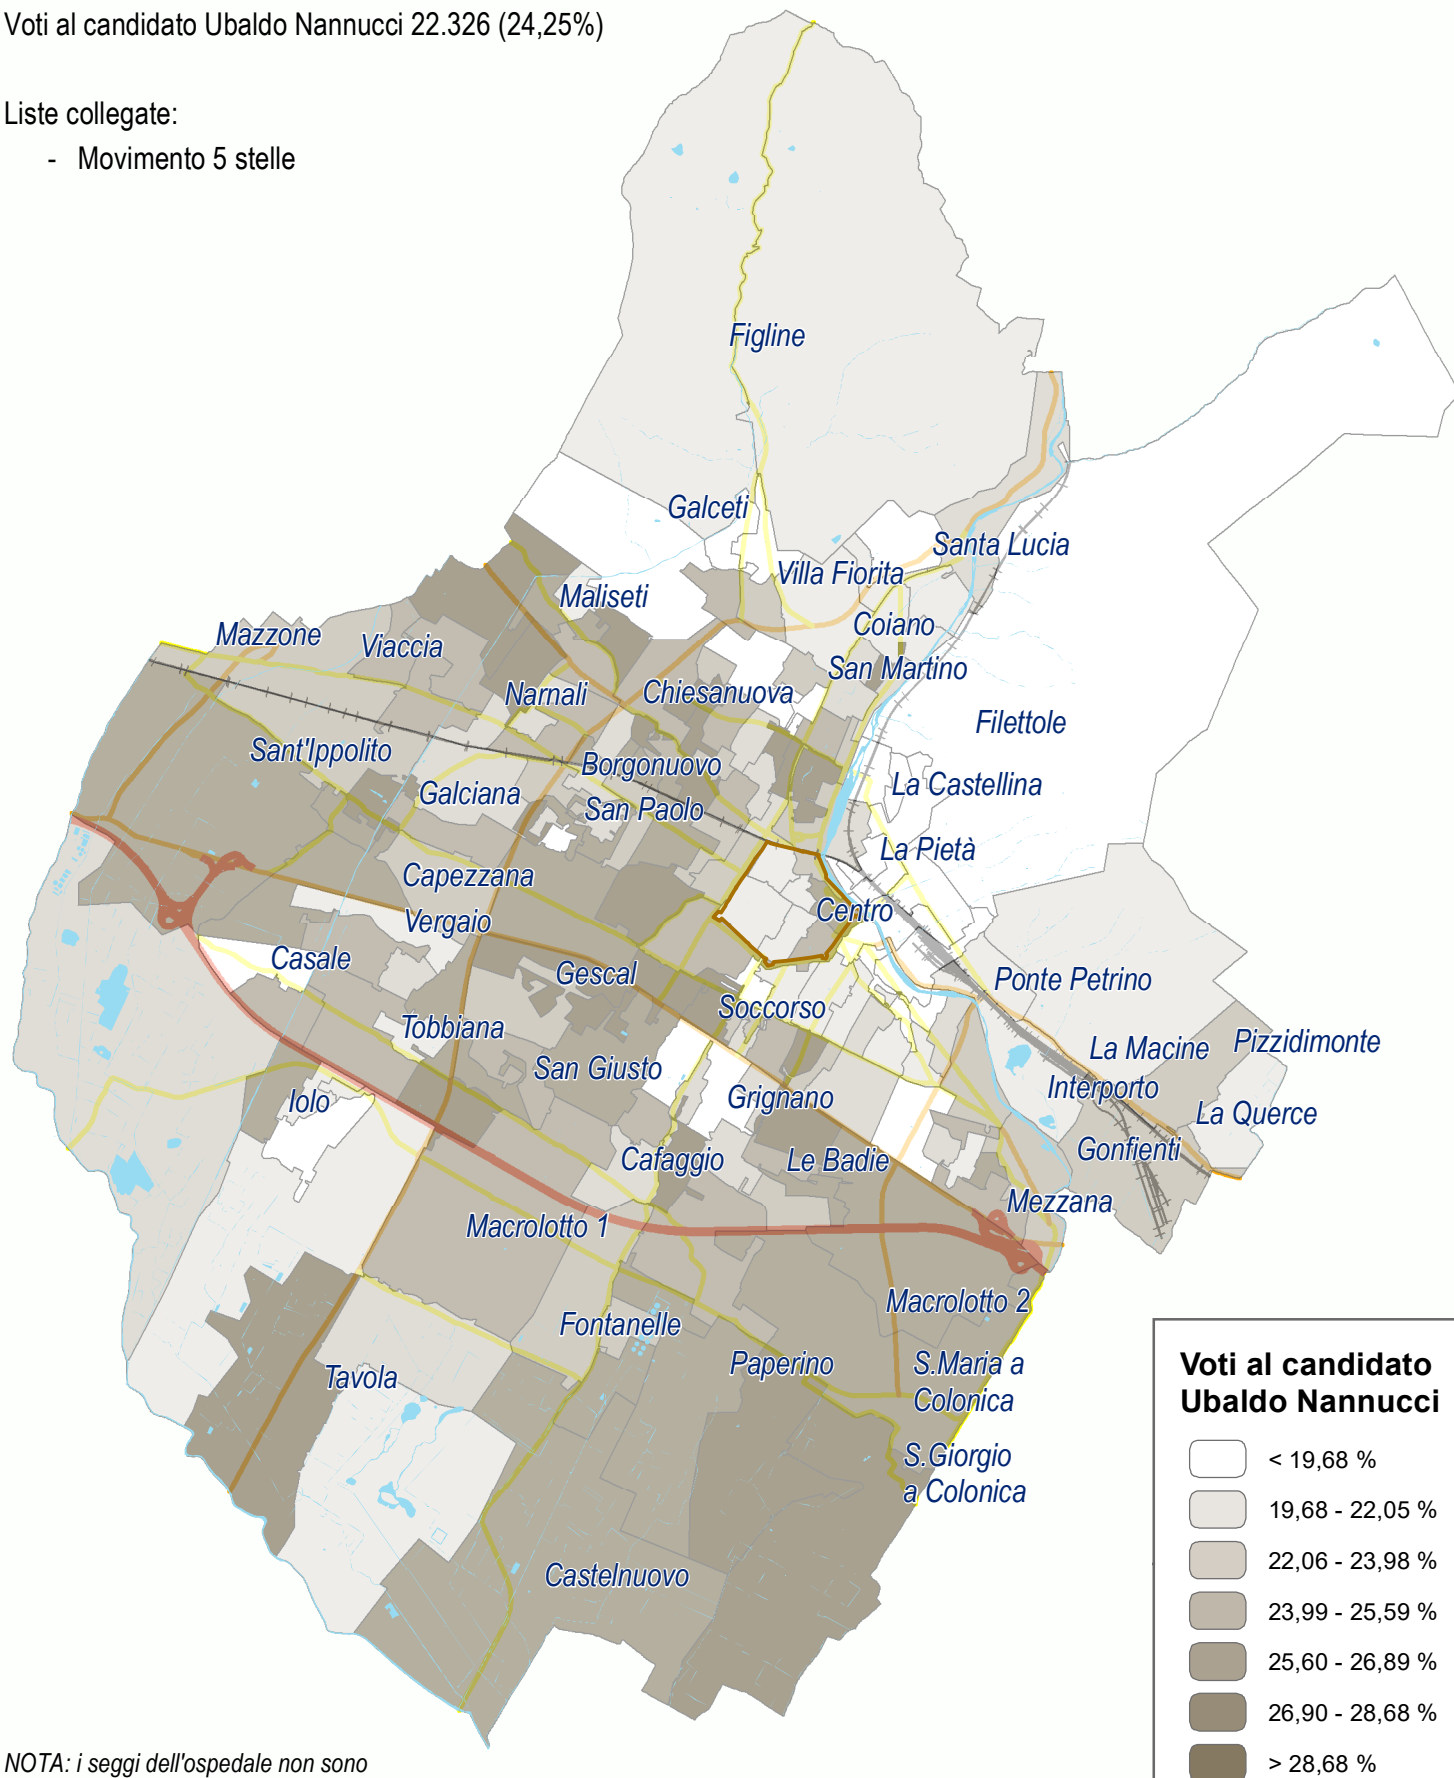 Voti al candidato Ubaldo Nannucci 22.326 (24,25%)
Liste collegate:
- Movimento 5 stelle
Figline
Galceti
Santa Lucia
Villa Fiorita
Maliseti
Coiano
Mazzone
Viaccia
San Martino
Narnali
Chiesanuova
Filettole
Sant'Ippolito
Borgonuovo
Galciana
La Castellina
San Paolo
La Pietà
Capezzana
Centro
Vergaio
Casale
Gescal
Ponte Petrino
Soccorso
Tobbiana
La Macine
Pizzidimonte
San Giusto
Interporto
Iolo
Grignano
La Querce
Gonfienti
Cafaggio
Le Badie
Mezzana
Macrolotto 1
Macrolotto 2
Fontanelle
Paperino
S.Maria a
Colonica
Tavola
S.Giorgio
a Colonica
Castelnuovo
Voti al candidato
Ubaldo Nannucci
< 19,68 %
19,68 - 22,05 %
22,06 - 23,98 %
23,99 - 25,59 %
25,60 - 26,89 %
26,90 - 28,68 %
> 28,68 %
NOTA: i seggi dell'ospedale non sono